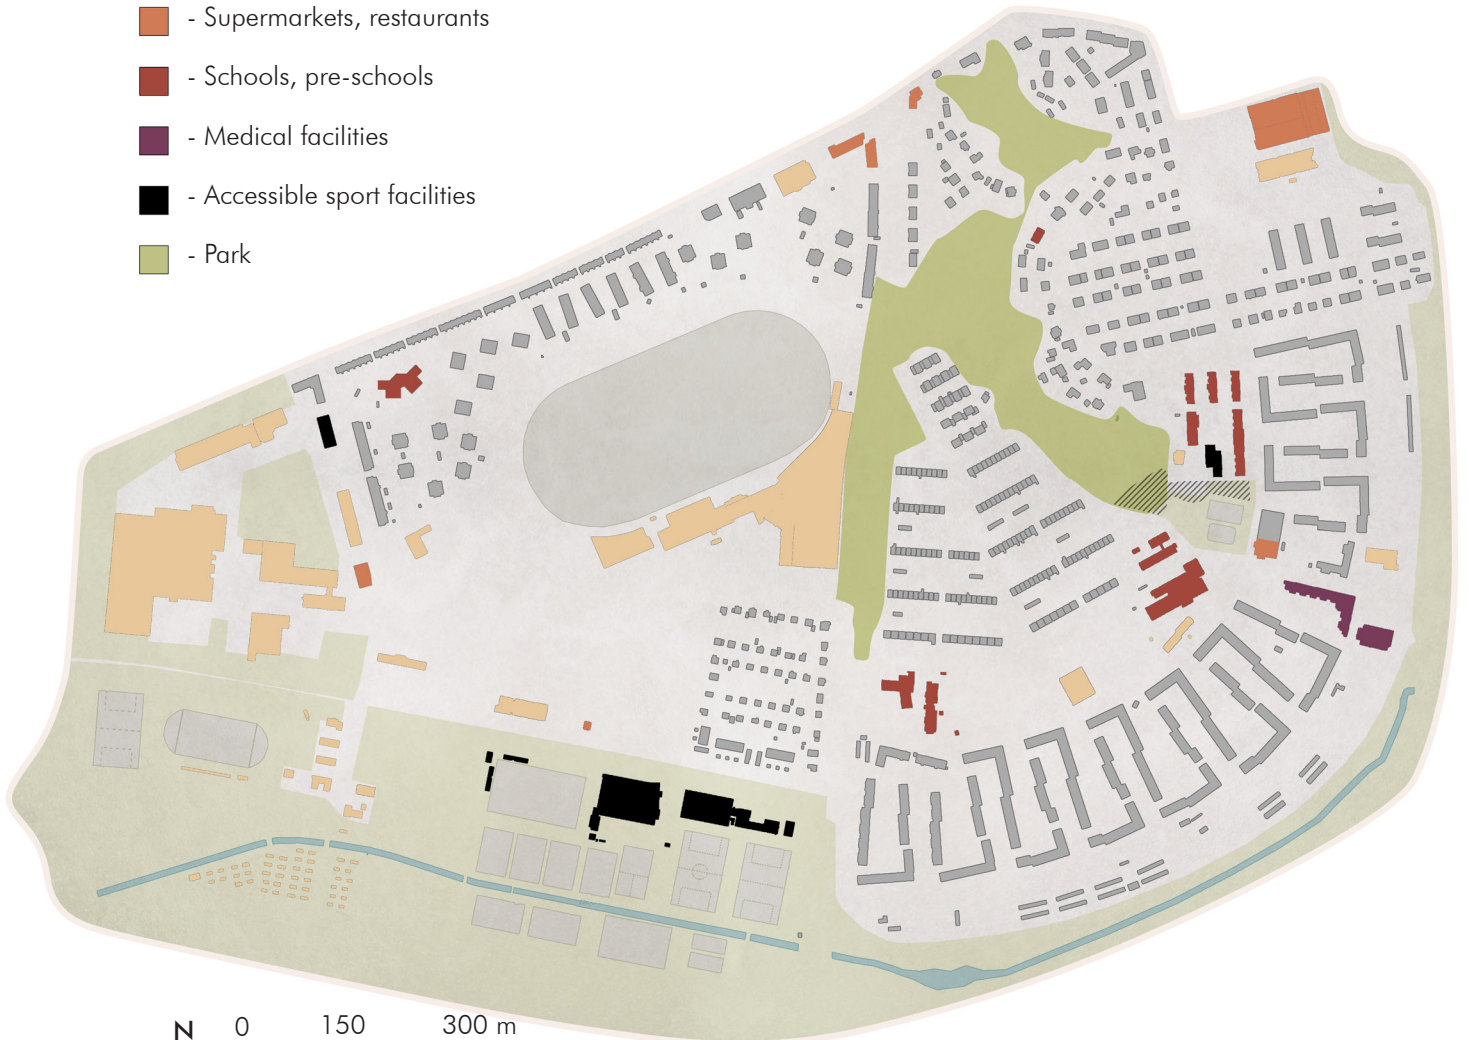 - Supermarkets, restaurants
- Schools, pre-schools
- Medical facilities
- Accessible sport facilities
- Park
N 0 150 300 m